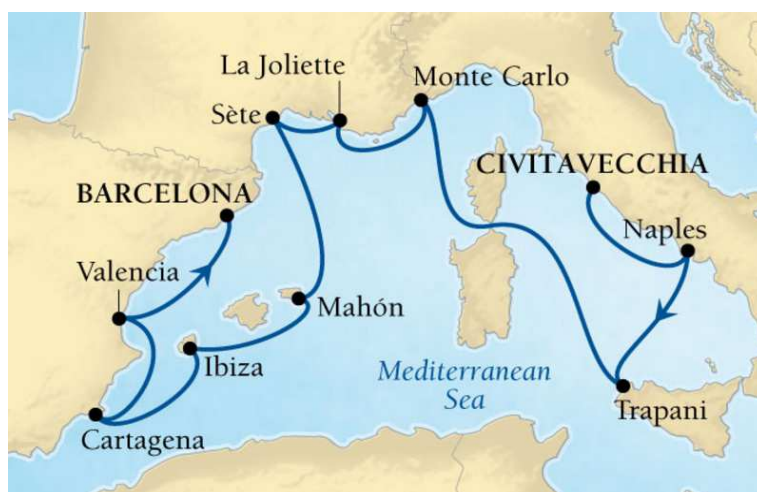 La Joliette
Monte Carlo
Sète
CIVITAVECCHIA
BARCELONA
Naples
Valencia
Mahón
Ibiza
Mediterranean
Sea
Trapani
Cartagena